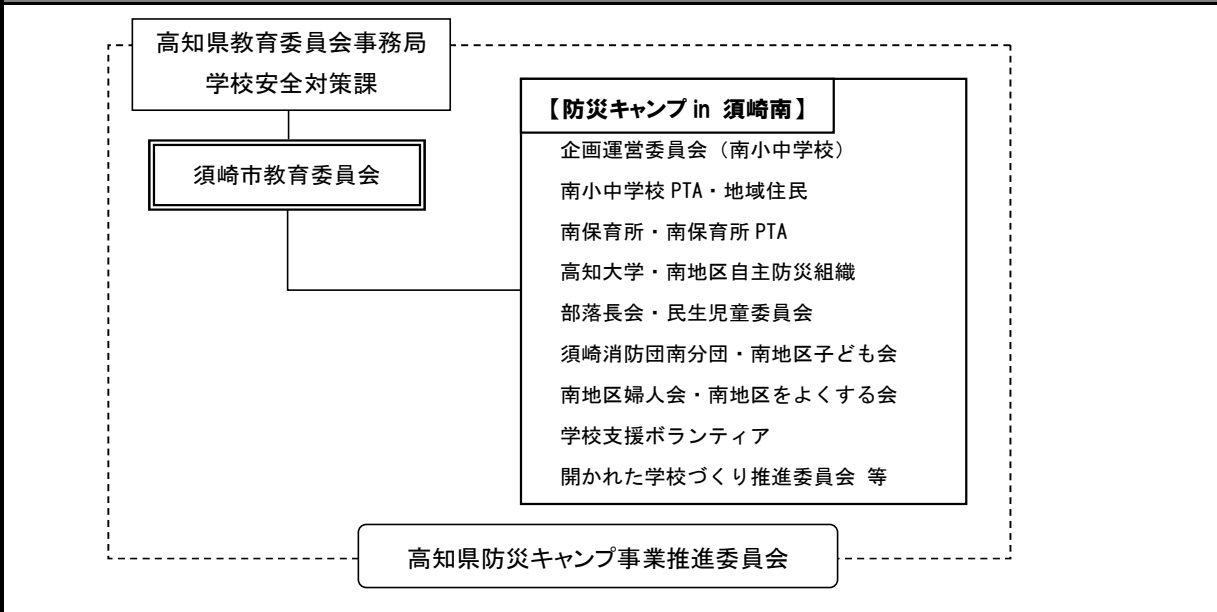 高知県教育委員会事務局
学校安全対策課
須崎市教育委員会
【防災キャンプ in 須崎南】
企画運営委員会（南小中学校）
南小中学校 PTA・地域住民
南保育所・南保育所 PTA
高知大学・南地区自主防災組織
部落長会・民生児童委員会
須崎消防団南分団・南地区子ども会
南地区婦人会・南地区をよくする会
学校支援ボランティア
開かれた学校づくり推進委員会 等
高知県防災キャンプ事業推進委員会